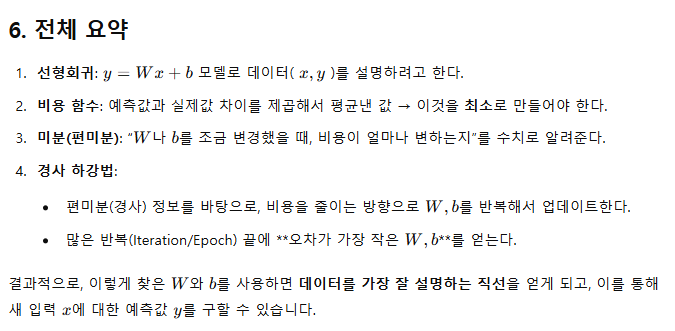 6. 전체 요약
1. 선형회귀: y = Wx + b 모델로 데이터( x, y )를 설명하려고 한다.
2. 비용 함수: 예측값과 실제값 차이를 제곱해서 평균낸 값 → 이것을 최소로 만들어야 한다.
3. 미분(편미분): “W나 b를 조금 변경했을 때, 비용이 얼마나 변하는지”를 수치로 알려준다.
4. 경사 하강법:
• 편미분(경사) 정보를 바탕으로, 비용을 줄이는 방향으로 W, b를 반복해서 업데이트한다.
• 많은 반복(Iteration/Epoch) 끝에 **오차가 가장 작은 W, b**를 얻는다.
결과적으로, 이렇게 찾은 W와 b를 사용하면 데이터를 가장 잘 설명하는 직선을 얻게 되고, 이를 통해
새 입력 x에 대한 예측값 y를 구할 수 있습니다.